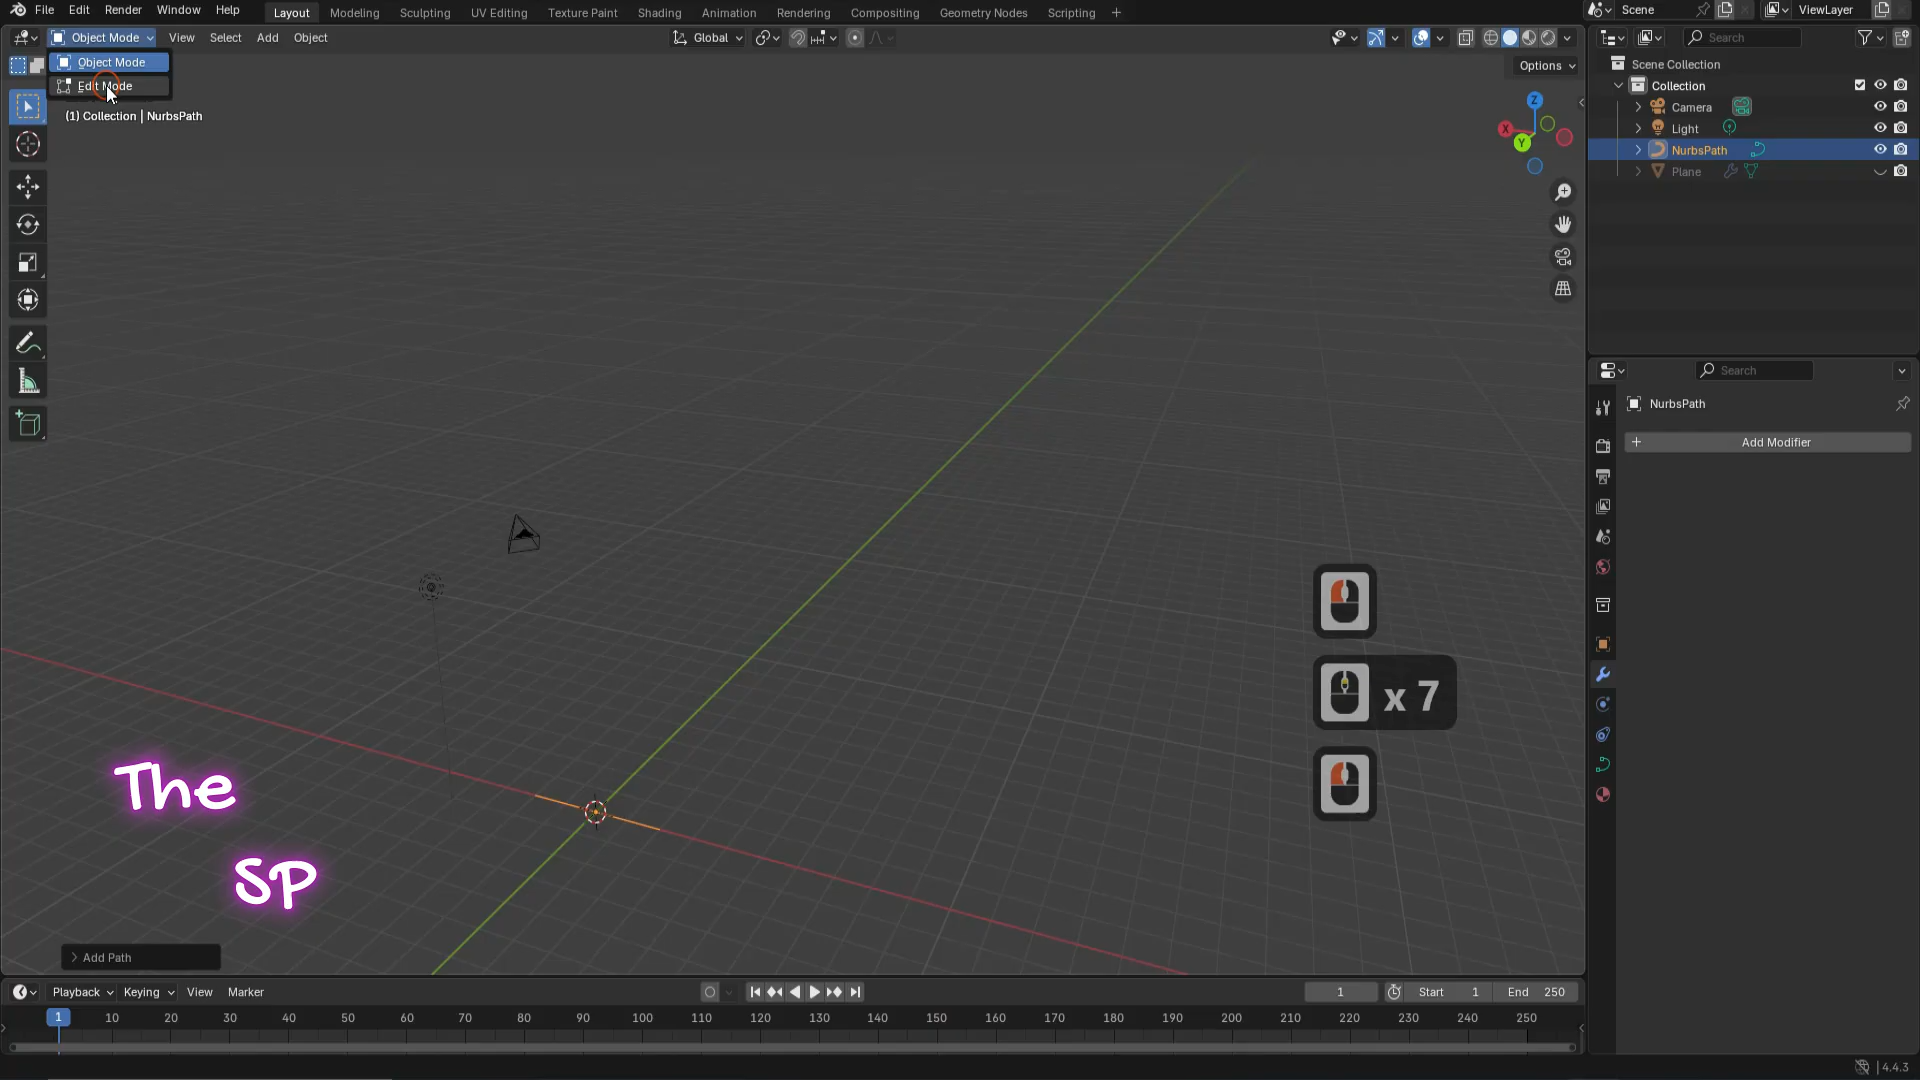 File Edit Render Window Help Layout Modeling Sculpting UV Editing Texture Paint Shading Animation Rendering Compositing Geometry Nodes Scripting + Scene ViewLayer
Object Mode View Select Add Object Global Search
Object Mode
Edit Mode
Options
(1) Collection | NurbsPath
Z
X
Y
Scene Collection
Collection
Camera
Light
NurbsPath
Plane
Search
NurbsPath
+ Add Modifier
x 7
The
SP
Add Path
Playback Keying View Marker 1 Start 1 End 250
1 10 20 30 40 50 60 70 80 90 100 110 120 130 140 150 160 170 180 190 200 210 220 230 240 250
4.4.3